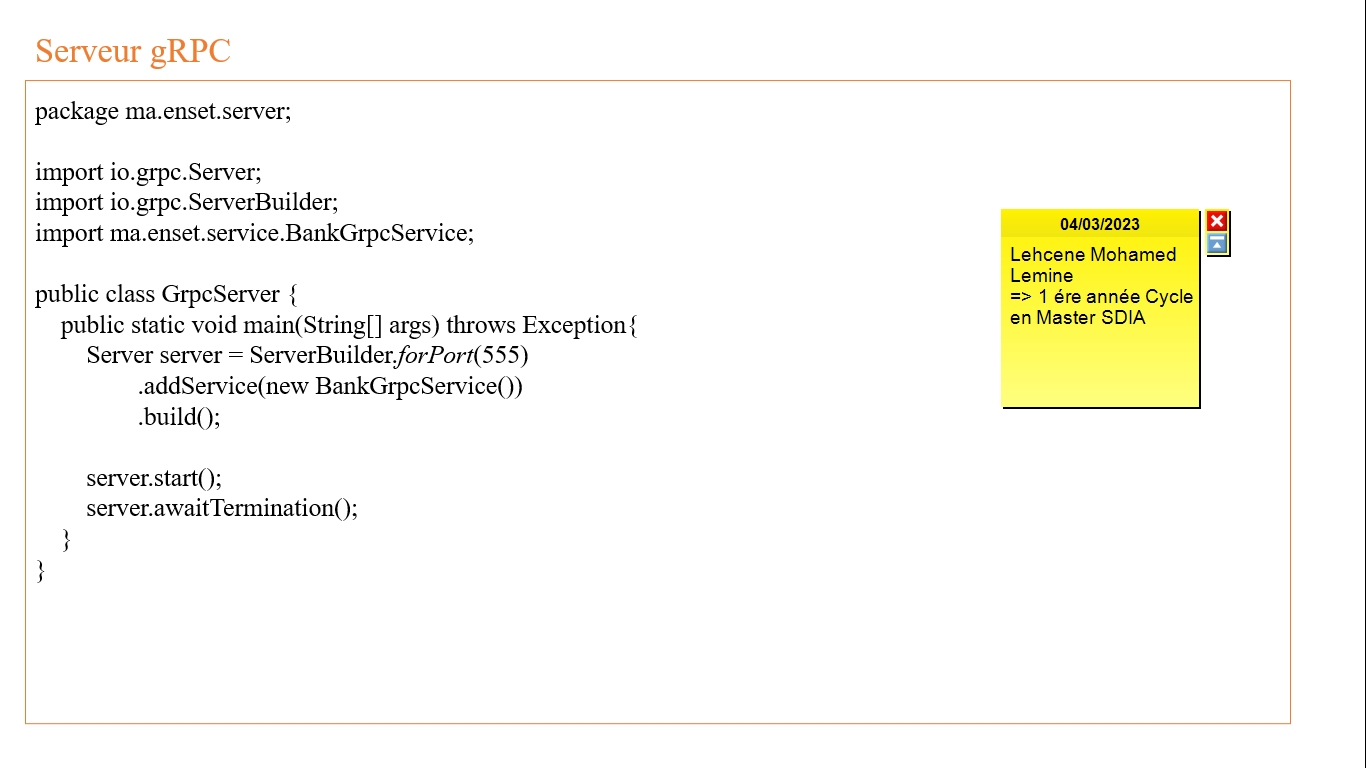 Serveur gRPC
package ma.enset.server;
import io.grpc.Server;
import io.grpc.ServerBuilder;
import ma.enset.service.BankGrpcService;
public class GrpcServer {
public static void main(String[] args) throws Exception{
Server server = ServerBuilder.forPort(555)
.addService(new BankGrpcService())
.build();
server.start();
server.awaitTermination();
}
}
04/03/2023
Lehcene Mohamed
Lemine
=> 1 ére année Cycle
en Master SDIA